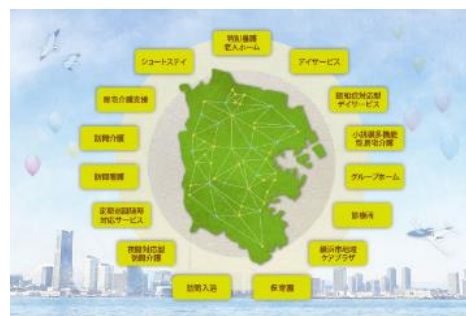 特別養護
老人ホーム
デイサービス
認知症対応型
デイサービス
小規模多機能
型居宅介護
グループホーム
診療所
横浜市地域
ケアプラザ
保育園
訪問入浴
夜間対応型
訪問介護
定期巡回随時
対応サービス
訪問看護
訪問介護
居宅介護支援
ショートステイ